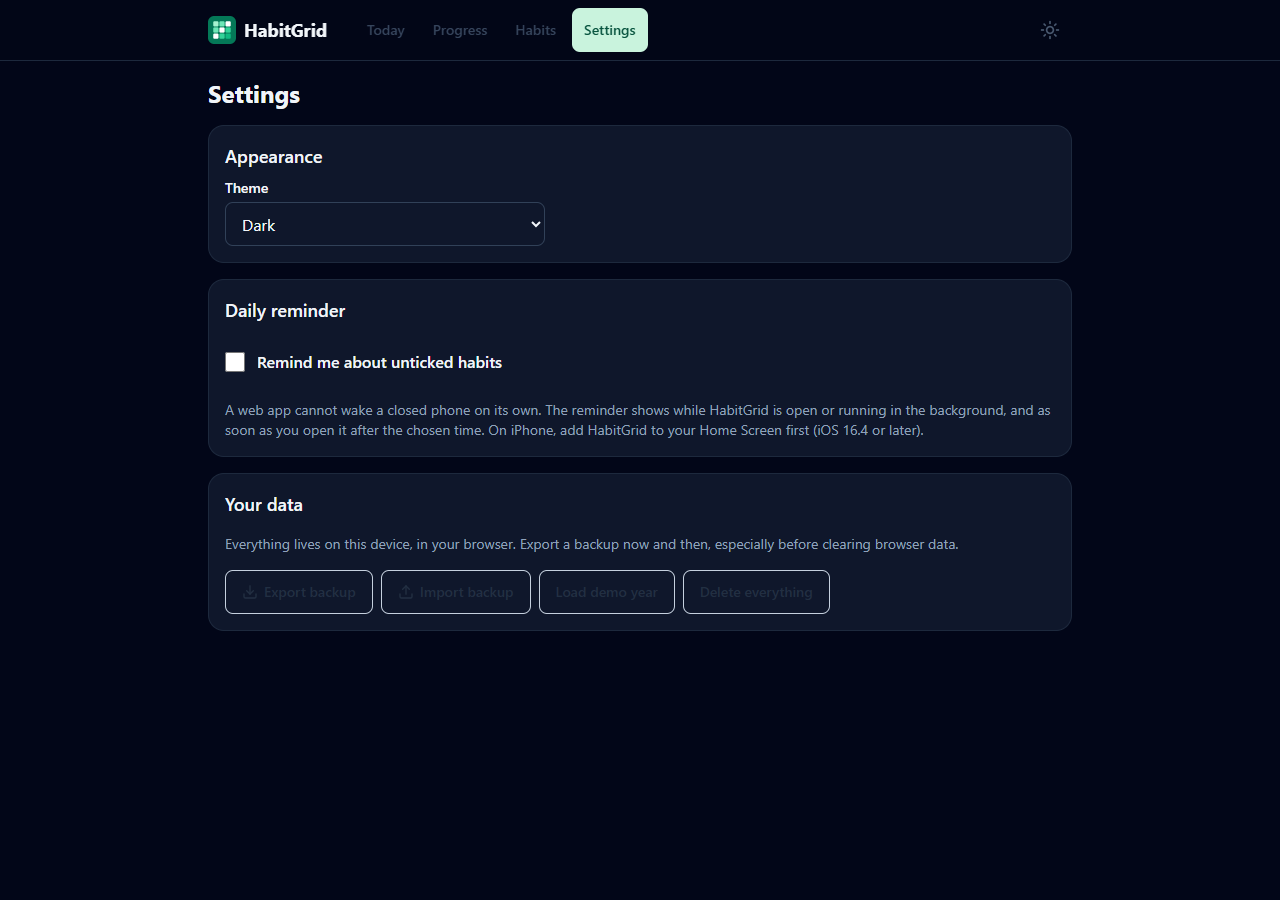 HabitGrid
Today
Progress
Habits
Settings
Settings
Appearance
Theme
Dark
Daily reminder
Remind me about unticked habits
A web app cannot wake a closed phone on its own. The reminder shows while HabitGrid is open or running in the background, and as
soon as you open it after the chosen time. On iPhone, add HabitGrid to your Home Screen first (iOS 16.4 or later).
Your data
Everything lives on this device, in your browser. Export a backup now and then, especially before clearing browser data.
Export backup
Import backup
Load demo year
Delete everything